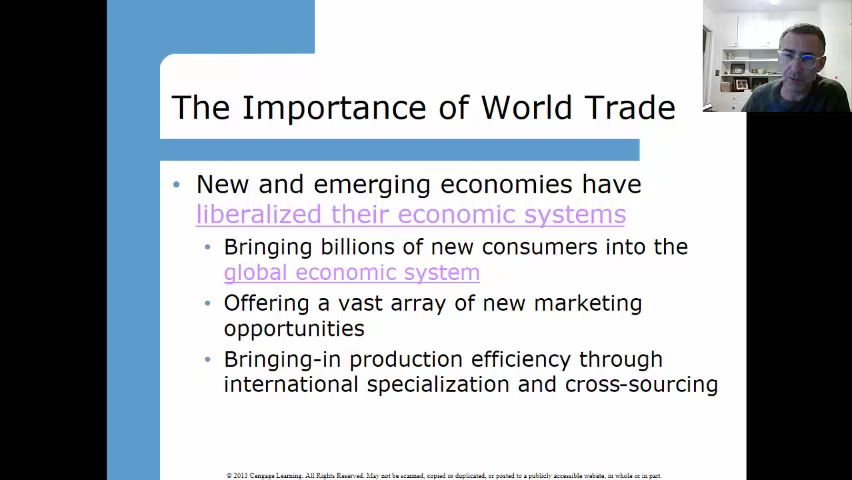 The Importance of World Trade
• New and emerging economies have
liberalized their economic systems
• Bringing billions of new consumers into the
global economic system
• Offering a vast array of new marketing
opportunities
• Bringing-in production efficiency through
international specialization and cross-sourcing
© 2013 Cengage Learning. All Rights Reserved. May not be scanned, copied or duplicated, or posted to a publicly accessible website, in whole or in part.